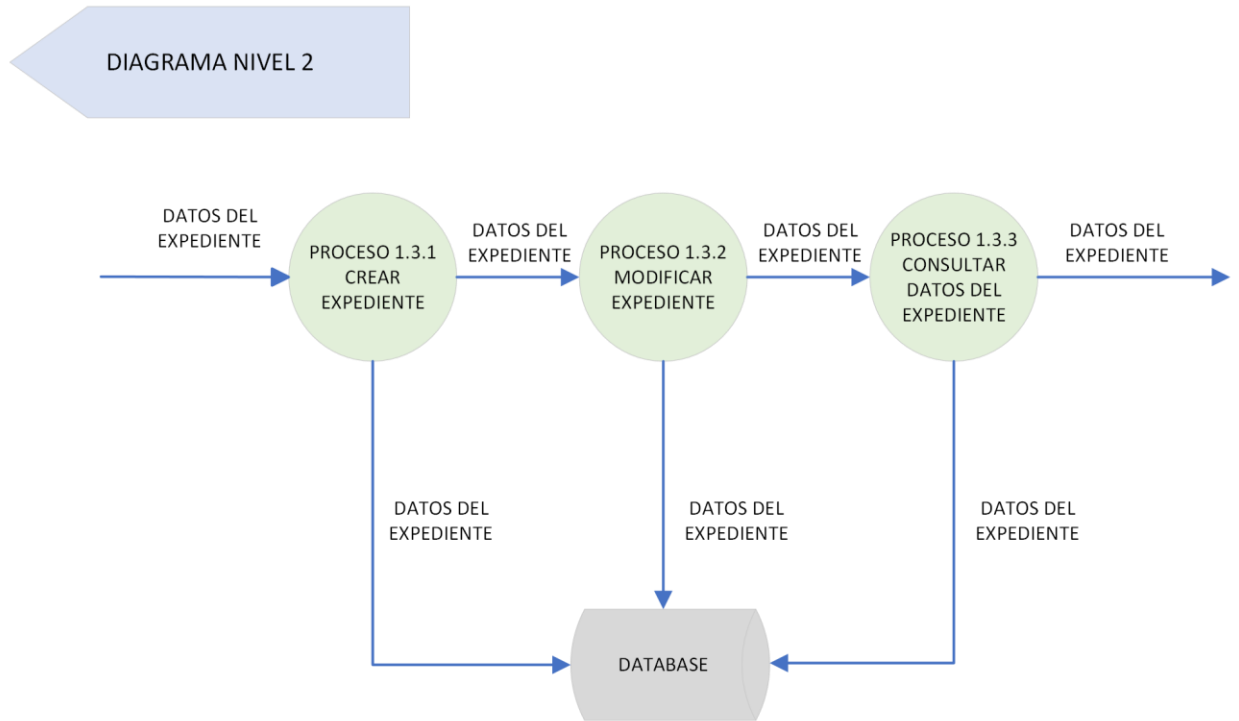 DIAGRAMA NIVEL 2
DATOS DEL
EXPEDIENTE
PROCESO 1.3.1
CREAR
EXPEDIENTE
DATOS DEL
EXPEDIENTE
PROCESO 1.3.2
MODIFICAR
EXPEDIENTE
DATOS DEL
EXPEDIENTE
PROCESO 1.3.3
CONSULTAR
DATOS DEL
EXPEDIENTE
DATOS DEL
EXPEDIENTE
DATOS DEL
EXPEDIENTE
DATOS DEL
EXPEDIENTE
DATOS DEL
EXPEDIENTE
DATABASE